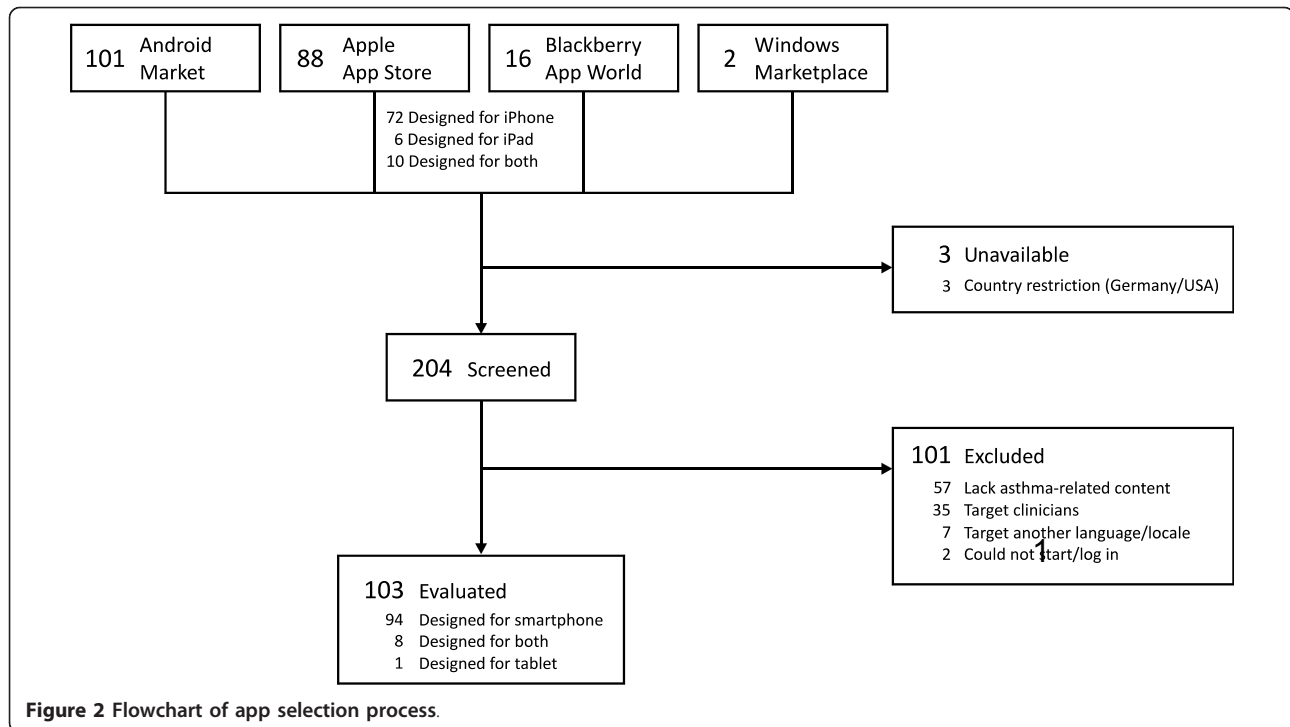 101 Android
Market
88 Apple
App Store
16 Blackberry
App World
2 Windows
Marketplace
72 Designed for iPhone
6 Designed for iPad
10 Designed for both
3 Unavailable
3 Country restriction (Germany/USA)
204 Screened
101 Excluded
57 Lack asthma-related content
35 Target clinicians
7 Target another language/locale
2 Could not start/log in
1
103 Evaluated
94 Designed for smartphone
8 Designed for both
1 Designed for tablet
Figure 2 Flowchart of app selection process.